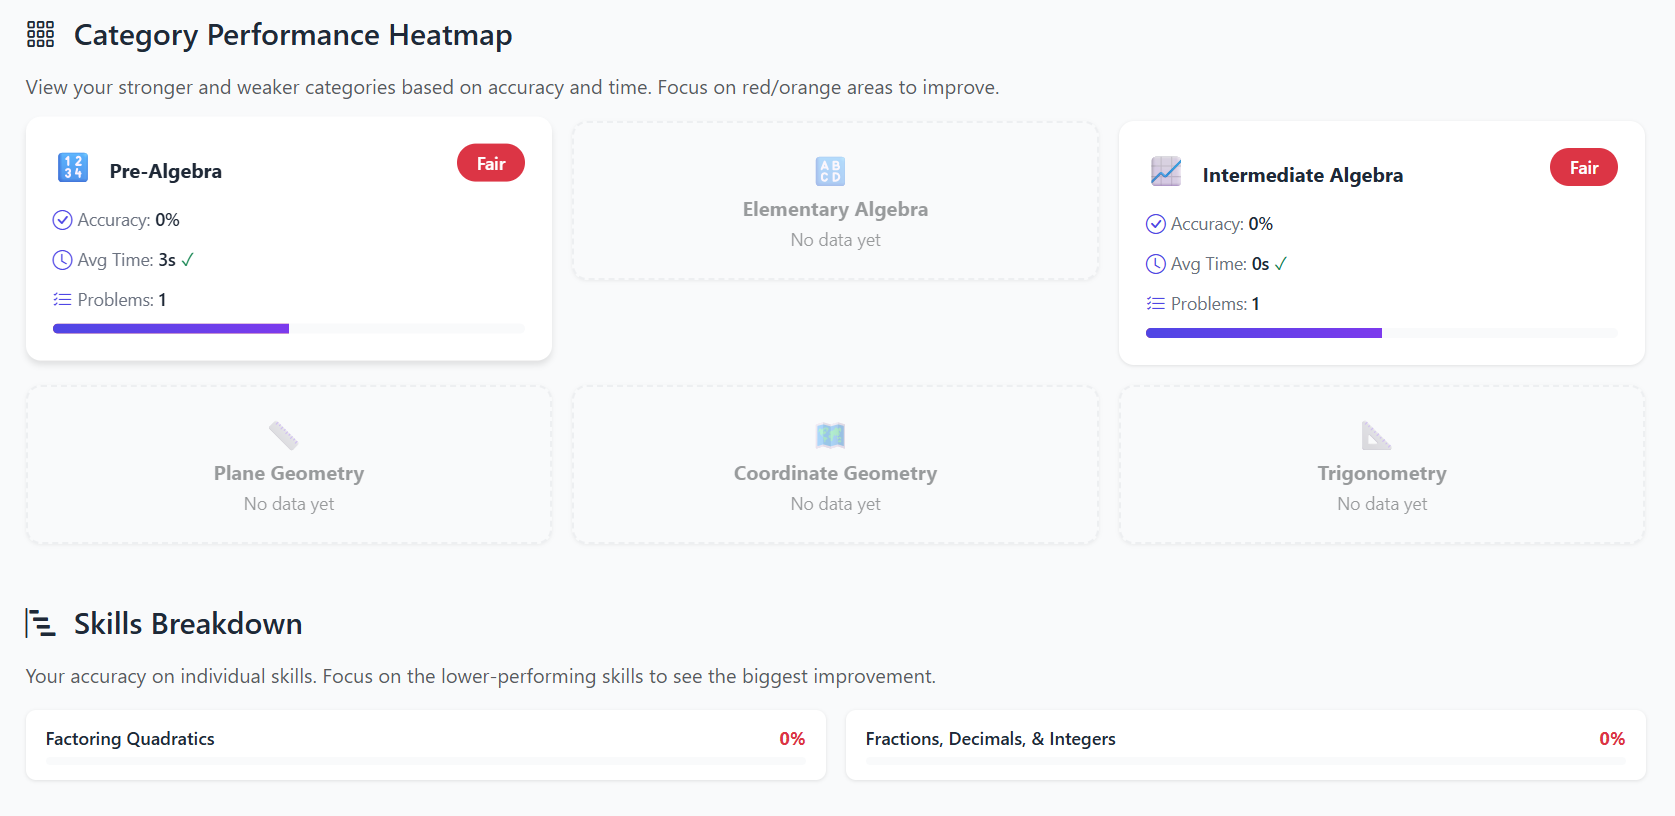 Category Performance Heatmap
View your stronger and weaker categories based on accuracy and time. Focus on red/orange areas to improve.
1 2
3 4
Pre-Algebra
Fair
Accuracy: 0%
Avg Time: 3s ✓
Problems: 1
A B
C D
Elementary Algebra
No data yet
Intermediate Algebra
Fair
Accuracy: 0%
Avg Time: 0s ✓
Problems: 1
Plane Geometry
No data yet
Coordinate Geometry
No data yet
Trigonometry
No data yet
Skills Breakdown
Your accuracy on individual skills. Focus on the lower-performing skills to see the biggest improvement.
Factoring Quadratics 0%
Fractions, Decimals, & Integers 0%